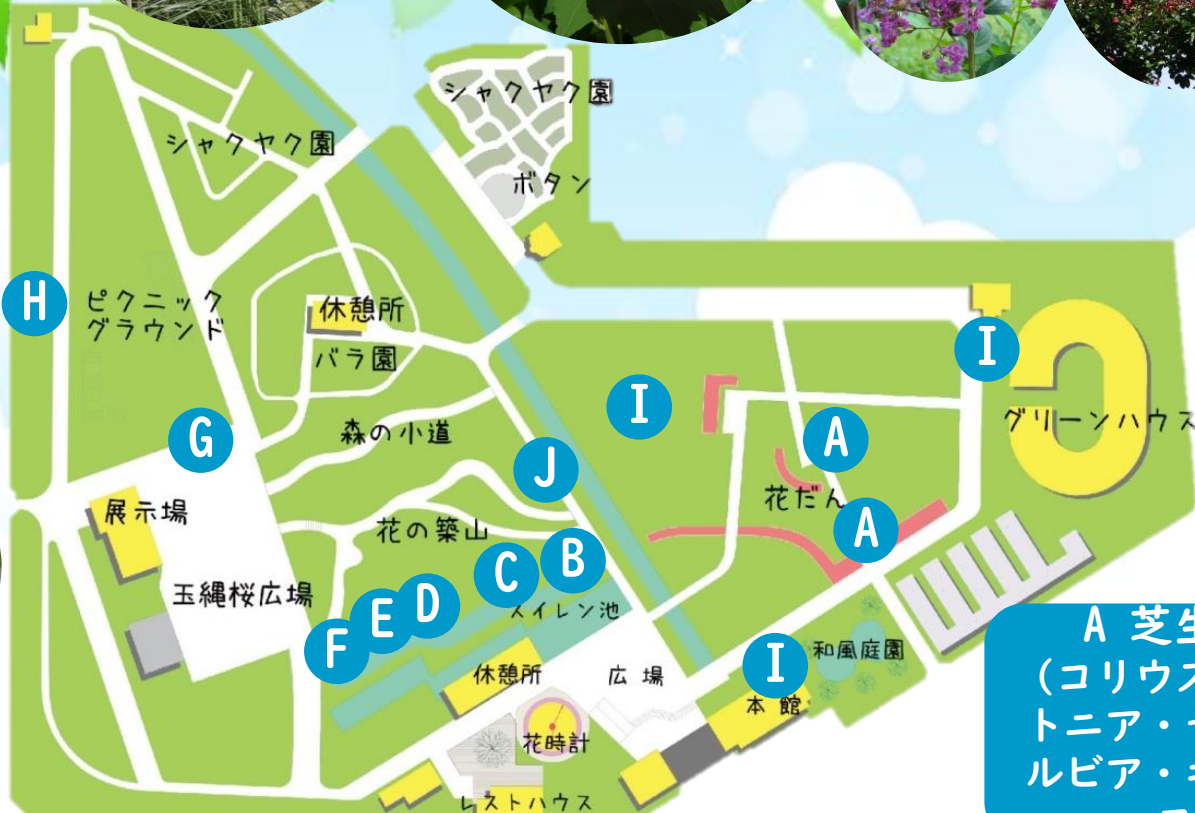 シャクヤク園
シャクヤク園
ボタン
H
ピクニック
グラウンド
休憩所
バラ園
I
I
グリーンハウス
G
森の小道
A
J
花だん
展示場
花の築山
A
B
C
玉縄桜広場
D
スイレン池
E
F
休憩所
広場
I
和風庭園
本館
花時計
レストハウス
A 芝生
(コリウス
トニア・
ルビア・